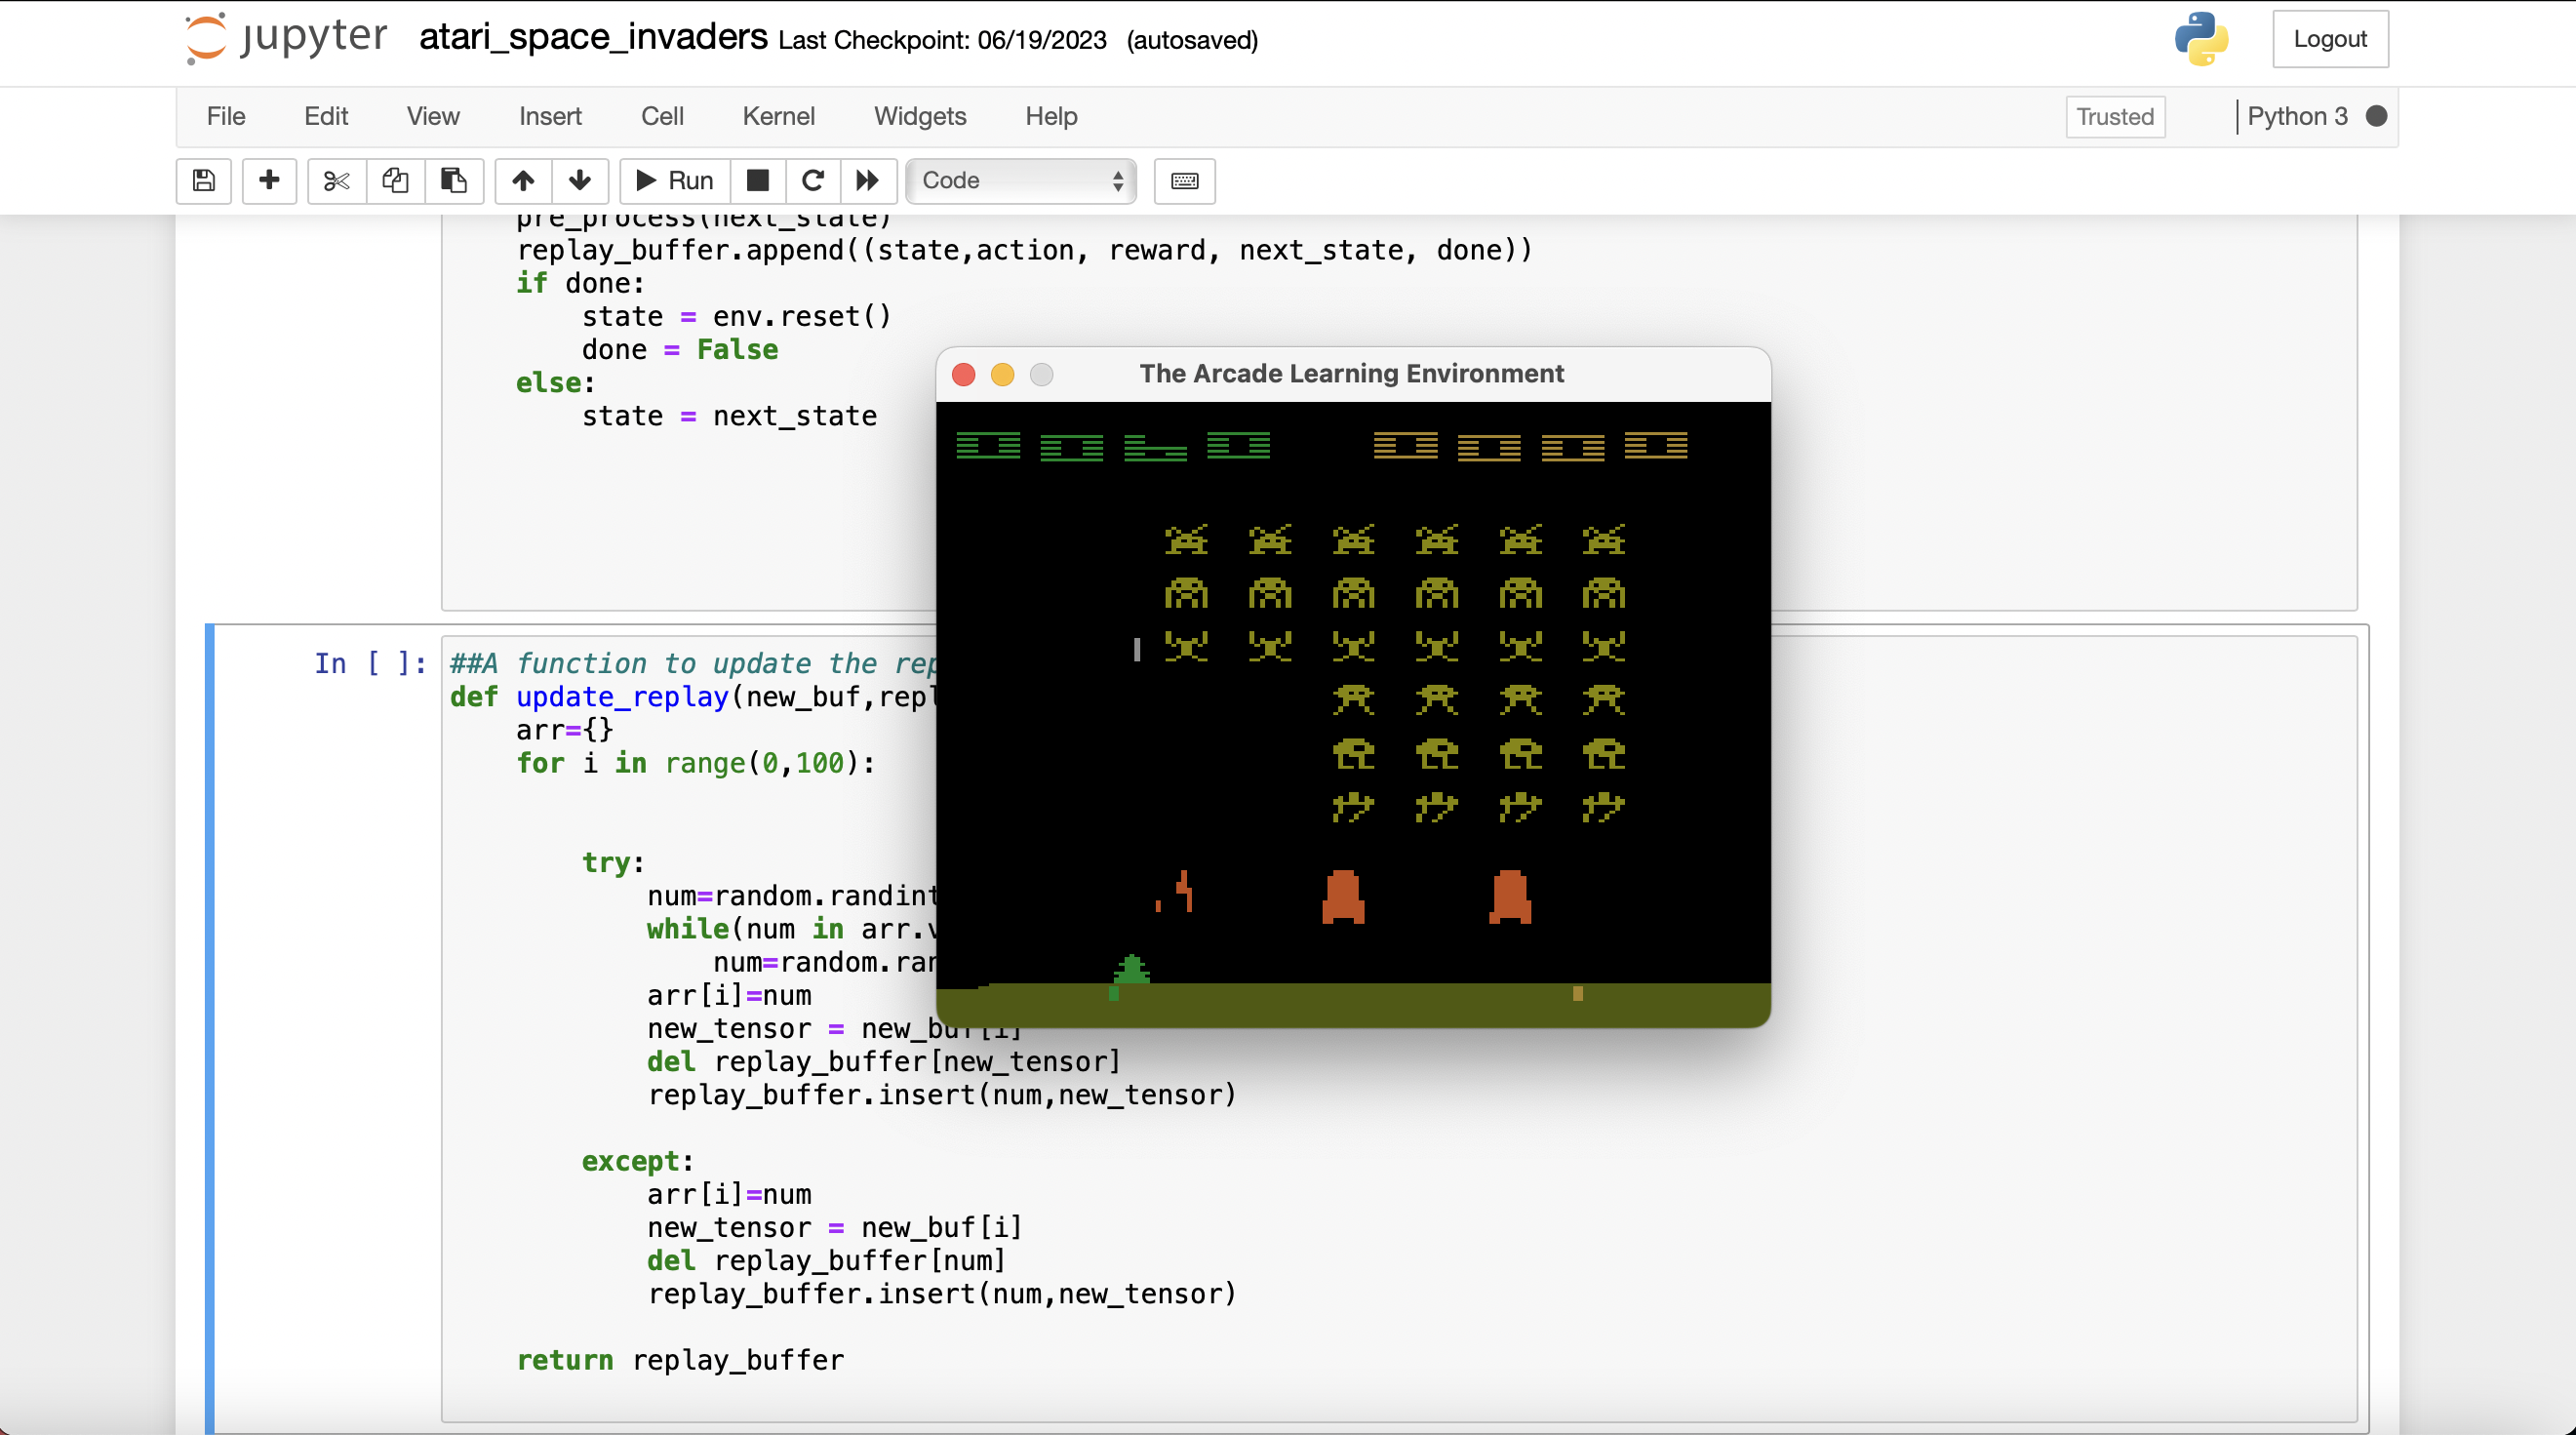 jupyter atari_space_invaders Last Checkpoint: 06/19/2023 (autosaved)
Logout
File Edit View Insert Cell Kernel Widgets Help
Trusted Python 3
Run Code
pre_process(next_state)
replay_buffer.append((state,action, reward, next_state, done))
if done:
state = env.reset()
done = False
else:
state = next_state
The Arcade Learning Environment
In [ ]:
##A function to update the rep
def update_replay(new_buf,repl
arr={}
for i in range(0,100):
try:
num=random.randint
while(num in arr.v
num=random.ran
arr[i]=num
new_tensor = new_buf[i]
del replay_buffer[new_tensor]
replay_buffer.insert(num,new_tensor)
except:
arr[i]=num
new_tensor = new_buf[i]
del replay_buffer[num]
replay_buffer.insert(num,new_tensor)
return replay_buffer